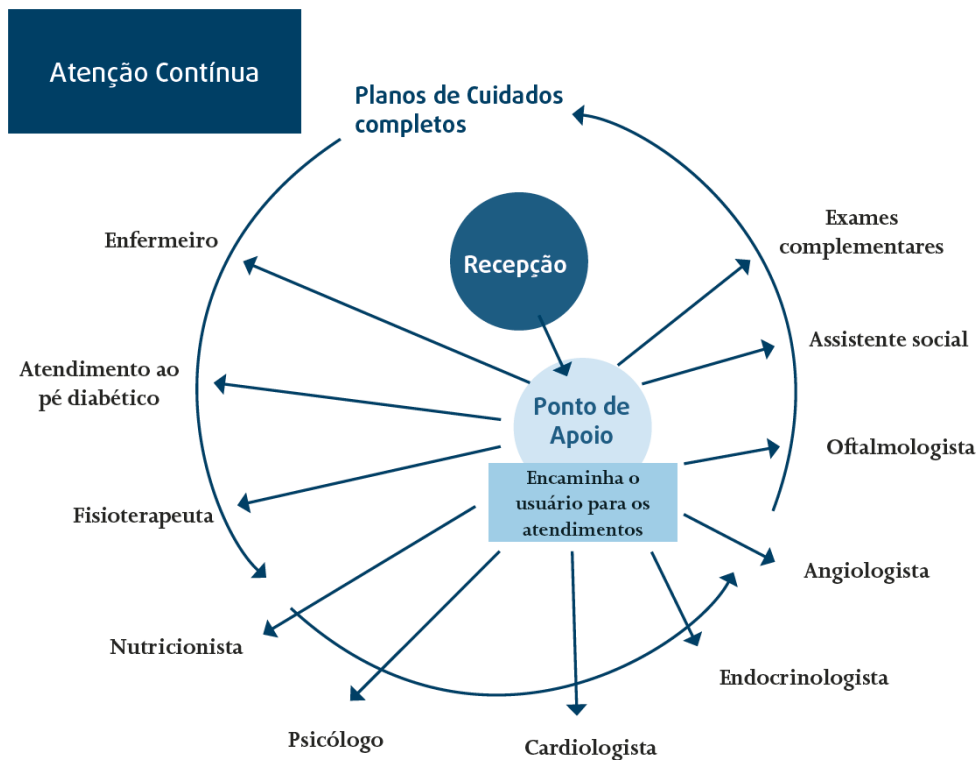 Atenção Contínua
Planos de Cuidados
completos
Recepção
Ponto de
Apoio
Encaminha o
usuário para os
atendimentos
Exames
complementares
Assistente social
Oftalmologista
Angiologista
Endocrinologista
Cardiologista
Psicólogo
Nutricionista
Fisioterapeuta
Atendimento ao
pé diabético
Enfermeiro